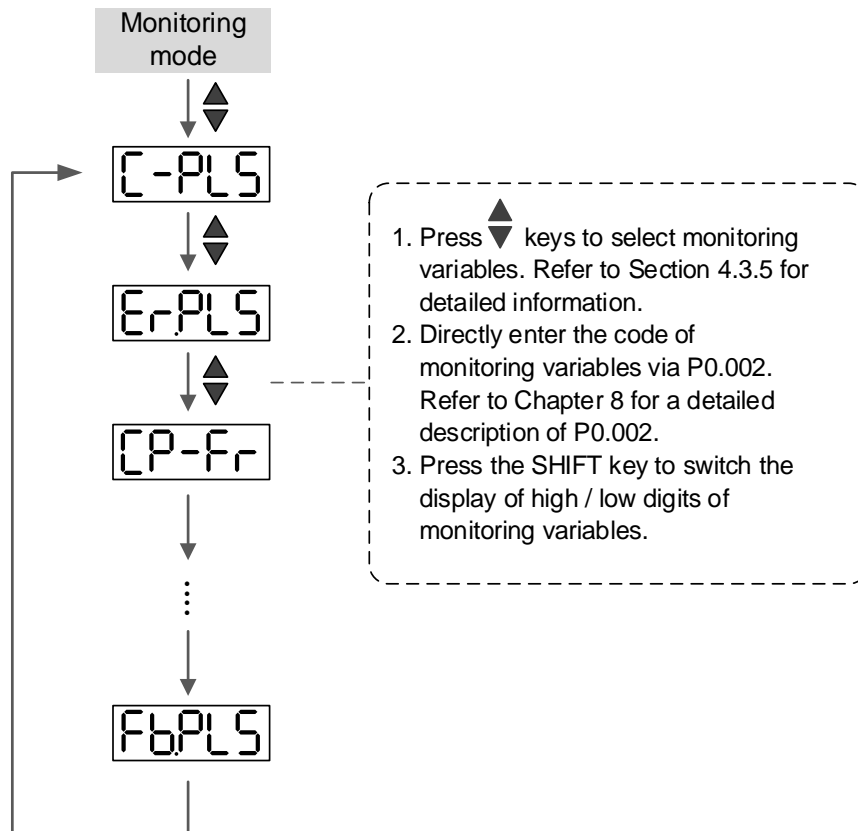 Monitoring
mode
C-PLS
Er.PLS
1. Press ▲▼ keys to select monitoring
variables. Refer to Section 4.3.5 for
detailed information.
2. Directly enter the code of
monitoring variables via P0.002.
Refer to Chapter 8 for a detailed
description of P0.002.
3. Press the SHIFT key to switch the
display of high / low digits of
monitoring variables.
CP-Fr
Fb.PLS